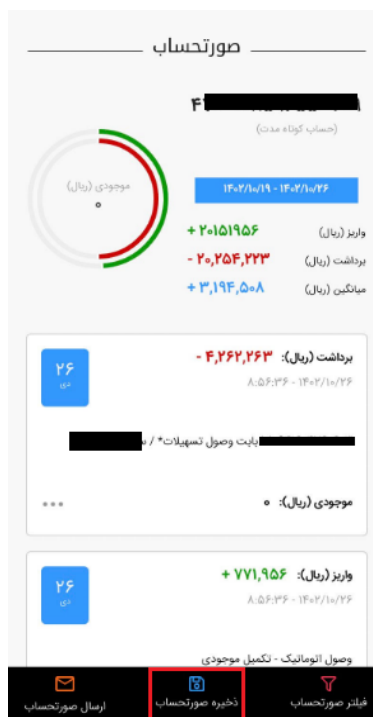 صورتحساب
(حساب کوتاه مدت)
موجودی (ریال)
۰
۱۴۰۲/۱۰/۱۹ - ۱۴۰۲/۱۰/۲۶
واریز (ریال) + ۲۰۱۵۱۹۵۶
برداشت (ریال) - ۲۰,۲۵۴,۲۲۳
میانگین (ریال) + ۳,۱۹۴,۵۰۸
۲۶
دی
برداشت (ریال): - ۴,۲۶۲,۲۶۳
۱۴۰۲/۱۰/۲۶ - ۸:۵۶:۳۶
بابت وصول تسهیلات* /
موجودی (ریال): ۰
۲۶
دی
واریز (ریال): + ۷۷۱,۹۵۶
۱۴۰۲/۱۰/۲۶ - ۸:۵۶:۳۶
وصول اتوماتیک - تکمیل موجودی
فیلتر صورتحساب
ذخیره صورتحساب
ارسال صورتحساب